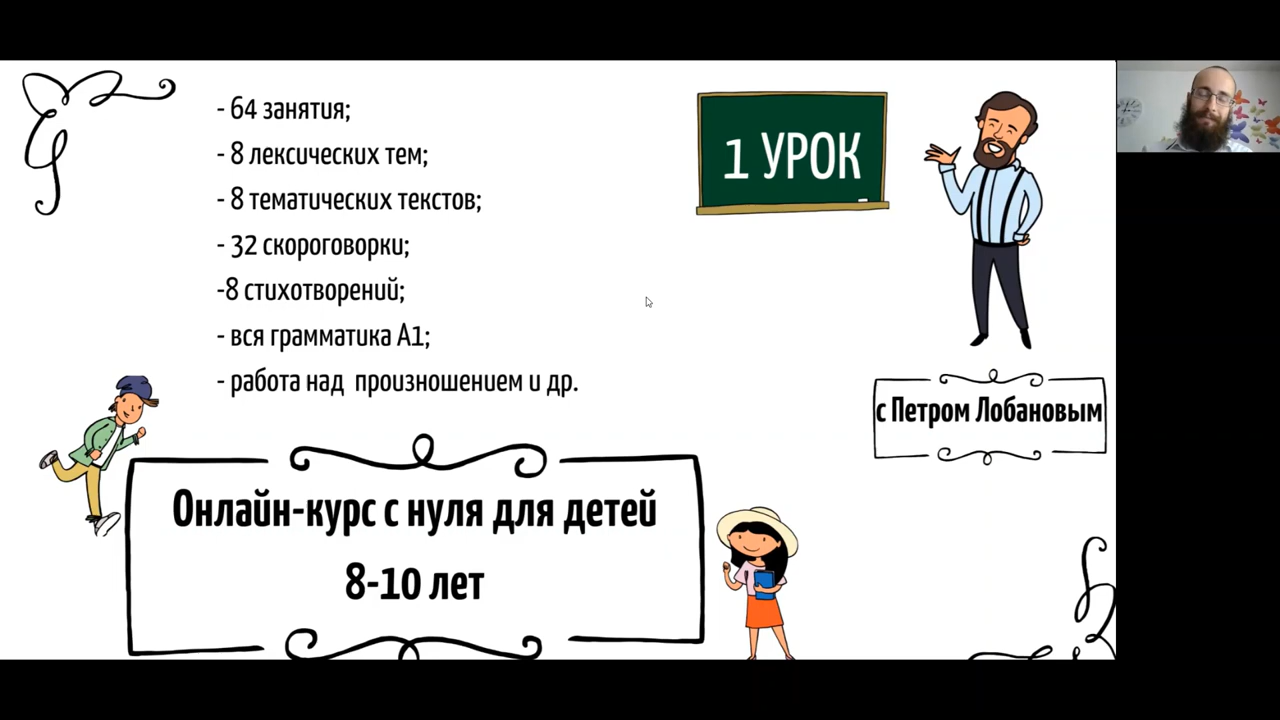 - 64 занятия;
- 8 лексических тем;
- 8 тематических текстов;
- 32 скороговорки;
-8 стихотворений;
- вся грамматика А1;
- работа над произношением и др.
1 УРОК
с Петром Лобановым
Онлайн-курс с нуля для детей
8-10 лет